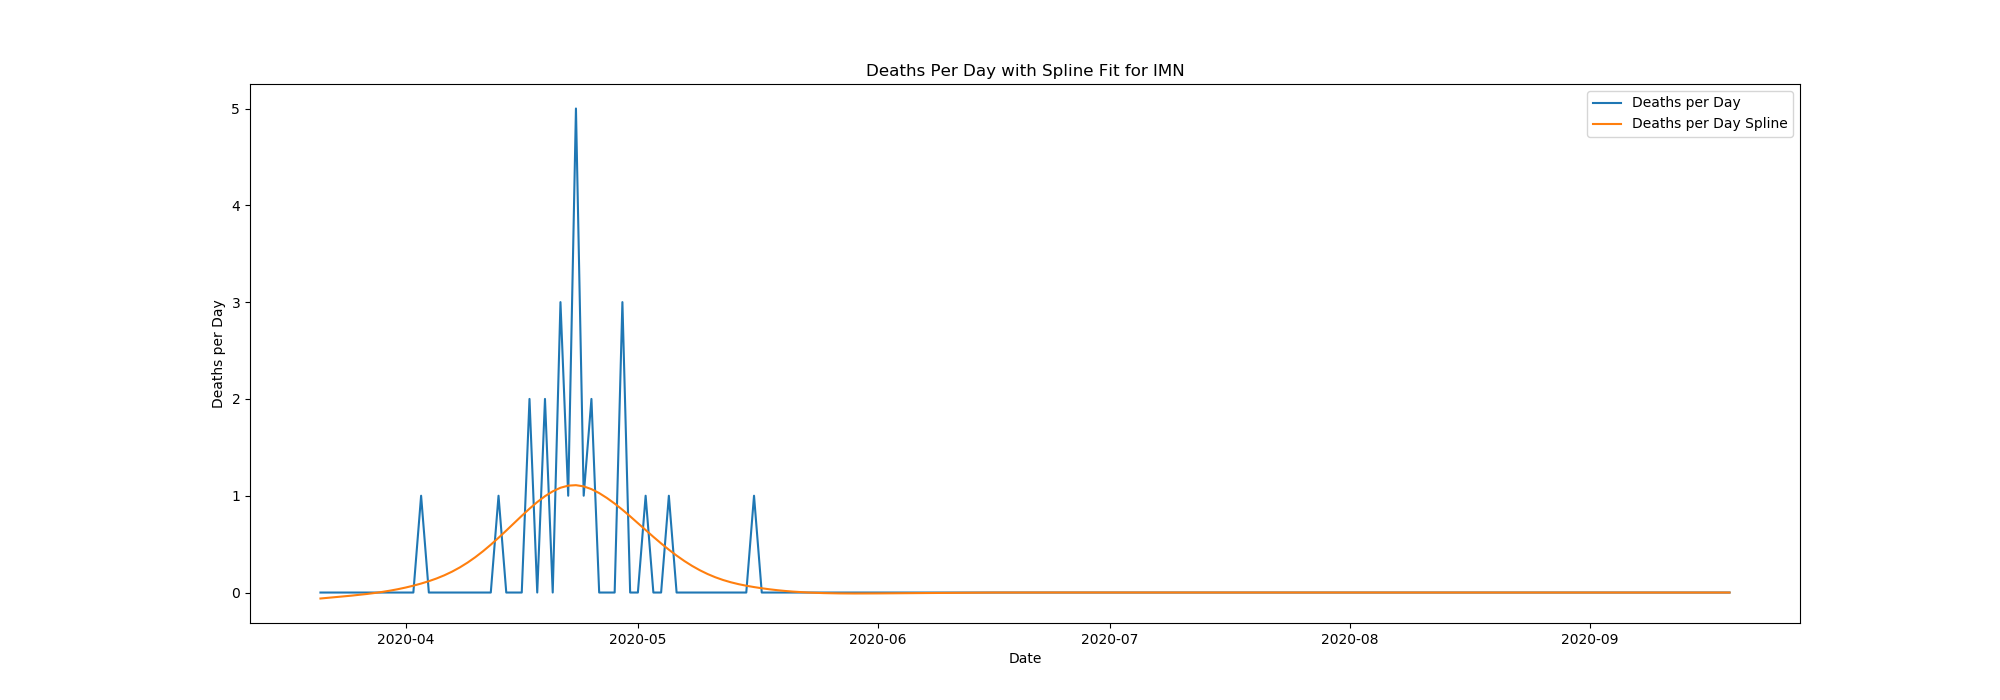 Deaths Per Day with Spline Fit for IMN
Deaths per Day
Deaths per Day Spline
5
4
3
2
1
0
Deaths per Day
2020-04
2020-05
2020-06
2020-07
2020-08
2020-09
Date